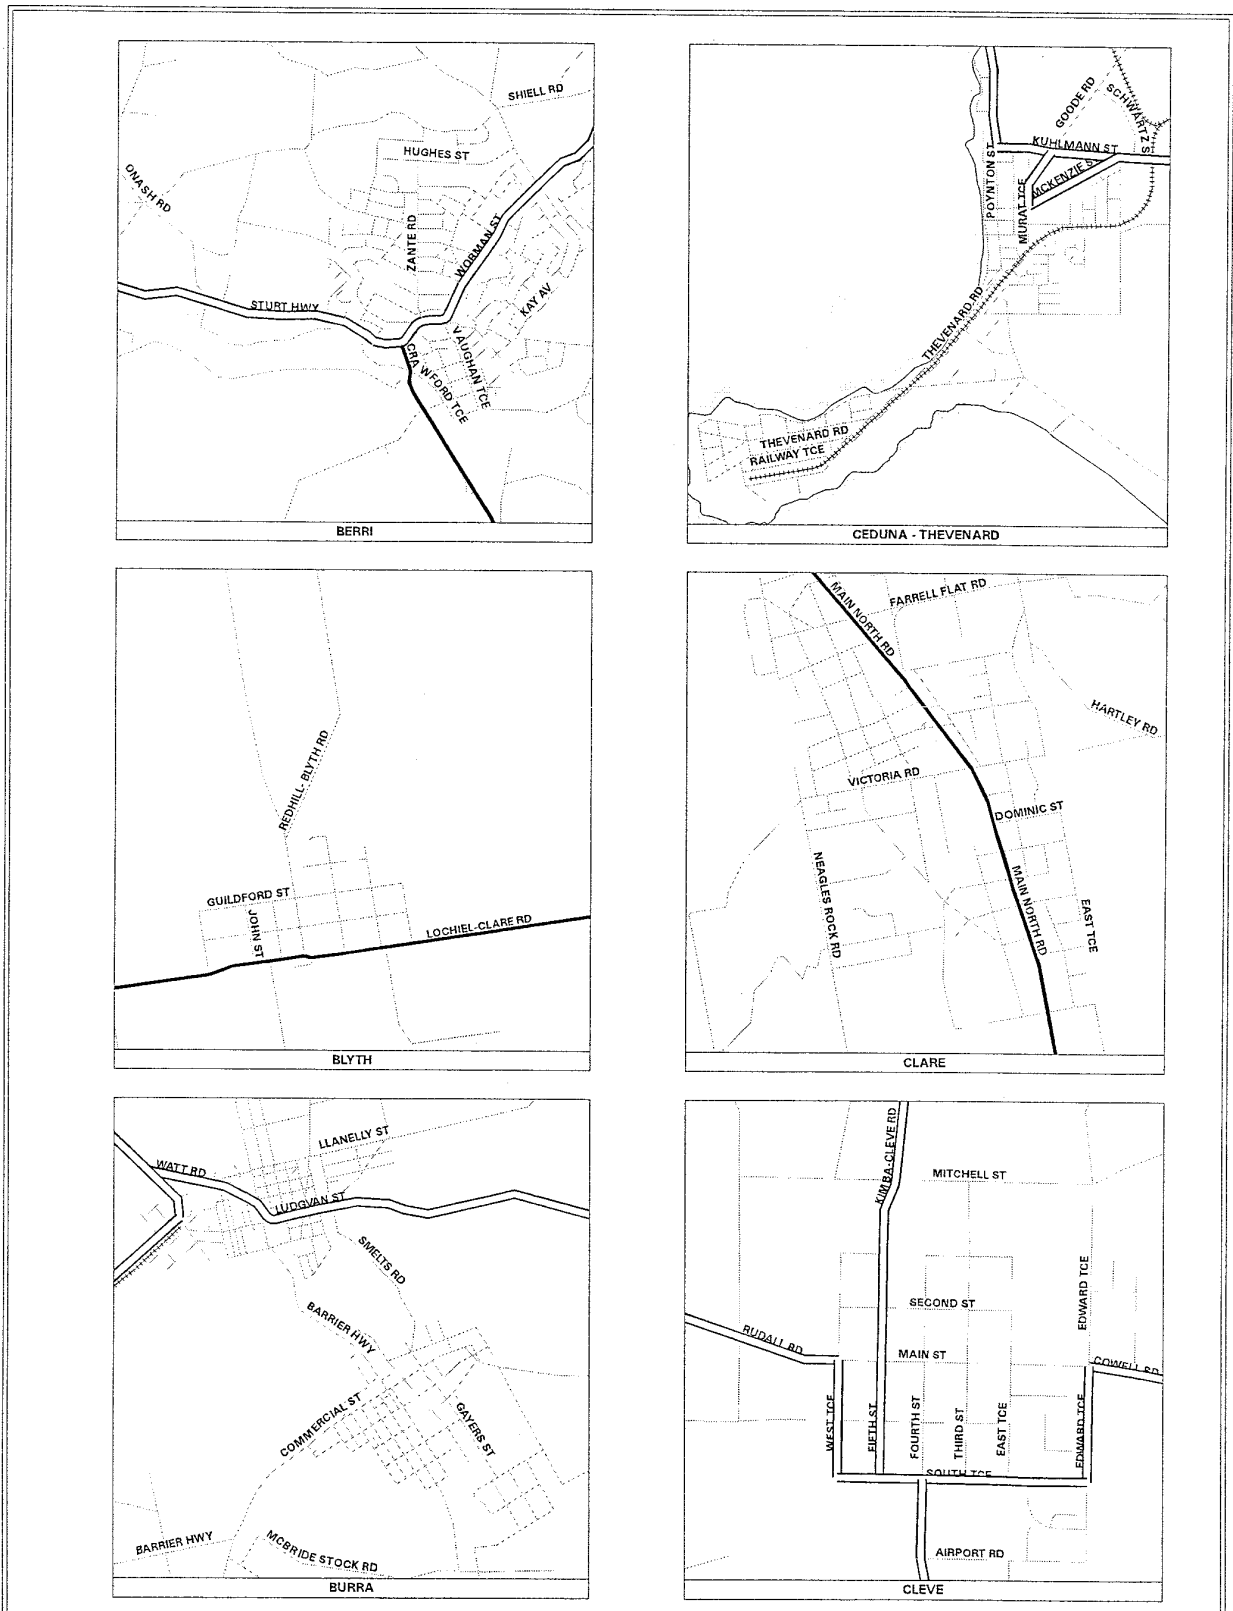 SHIELL RD
HUGHES ST
ONASH RD
ZANTE RD
WORMAN ST
KAY AV
STURT HWY
VAUGHAN TCE
CRAWFORD TCE
BERRI
GOODE RD
SCHWARTZ S
KUHLMANN ST
POYNTON ST
MCKENZIE S
MURAT TCE
THEVENARD RD
THEVENARD RD
RAILWAY TCE
CEDUNA - THEVENARD
REDHILL- BLYTH RD
GUILDFORD ST
JOHN ST
LOCHIEL-CLARE RD
BLYTH
MAIN NORTH RD
FARRELL FLAT RD
HARTLEY RD
VICTORIA RD
DOMINIC ST
NEAGLES ROCK RD
MAIN NORTH RD
EAST TCE
CLARE
LLANELLY ST
WATT RD
LUDGVAN ST
SMELTS RD
BARRIER HWY
COMMERCIAL ST
GAYERS ST
BARRIER HWY
MCBRIDE STOCK RD
BURRA
KIMBA-CLEVE RD
MITCHELL ST
EDWARD TCE
SECOND ST
RUDALL RD
MAIN ST
COWELL RD
WEST TCE
FIFTH ST
FOURTH ST
THIRD ST
EAST TCE
EDWARD TCE
SOUTH TCE
AIRPORT RD
CLEVE